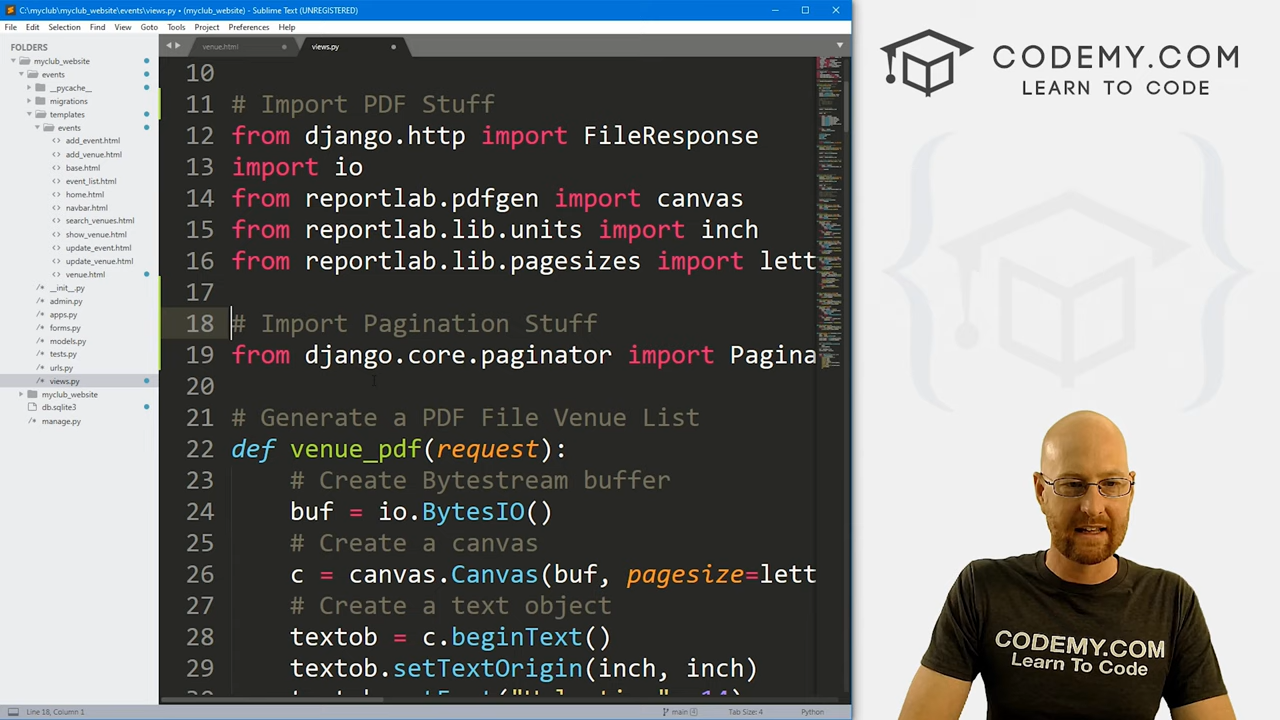 C:\myclub\myclub_website\events\views.py • (myclub_website) - Sublime Text (UNREGISTERED)
File Edit Selection Find View Goto Tools Project Preferences Help
FOLDERS
myclub_website
events
__pycache__
migrations
templates
events
add_event.html
add_venue.html
base.html
event_list.html
home.html
navbar.html
search_venues.html
show_venue.html
update_event.html
update_venue.html
venue.html
__init__.py
admin.py
apps.py
forms.py
models.py
tests.py
urls.py
views.py
myclub_website
db.sqlite3
manage.py
venue.html
views.py
10
11 # Import PDF Stuff
12 from django.http import FileResponse
13 import io
14 from reportlab.pdfgen import canvas
15 from reportlab.lib.units import inch
16 from reportlab.lib.pagesizes import lett
17
18 # Import Pagination Stuff
19 from django.core.paginator import Pagina
20
21 # Generate a PDF File Venue List
22 def venue_pdf(request):
23 # Create Bytestream buffer
24 buf = io.BytesIO()
25 # Create a canvas
26 c = canvas.Canvas(buf, pagesize=lett
27 # Create a text object
28 textob = c.beginText()
29 textob.setTextOrigin(inch, inch)
Line 18, Column 1
main
Tab Size: 4
Python
CODEMY.COM
LEARN TO CODE
CODEMY.COM
Learn To Code